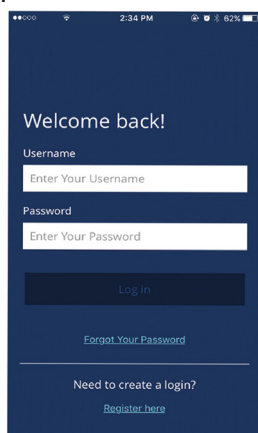 2:34 PM 62%
Welcome back!
Username
Enter Your Username
Password
Enter Your Password
Log in
Forgot Your Password
Need to create a login?
Register here